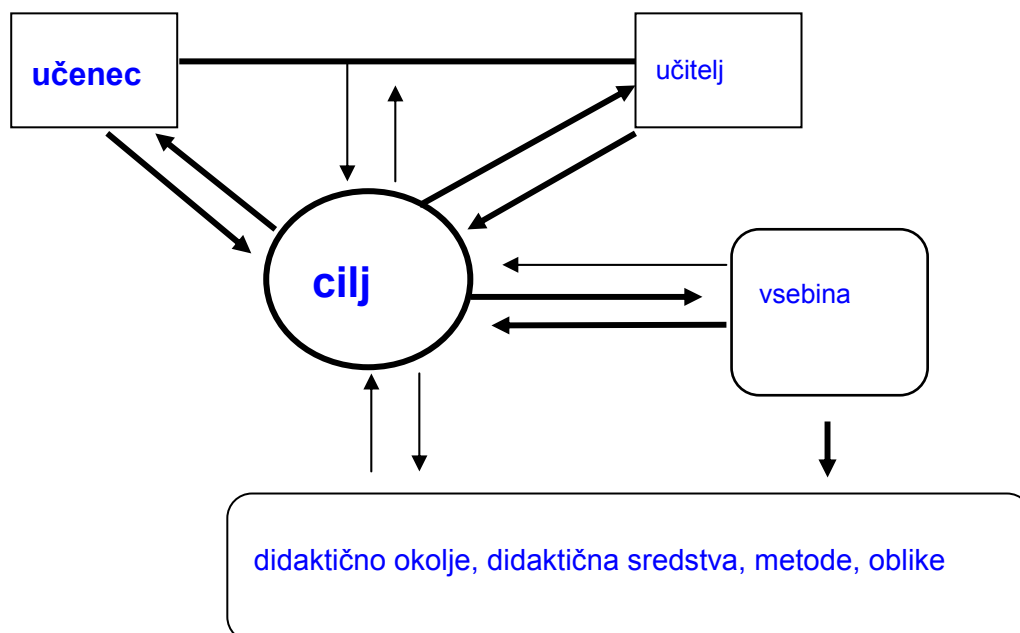 učenec
učitelj
cilj
vsebina
didaktično okolje, didaktična sredstva, metode, oblike